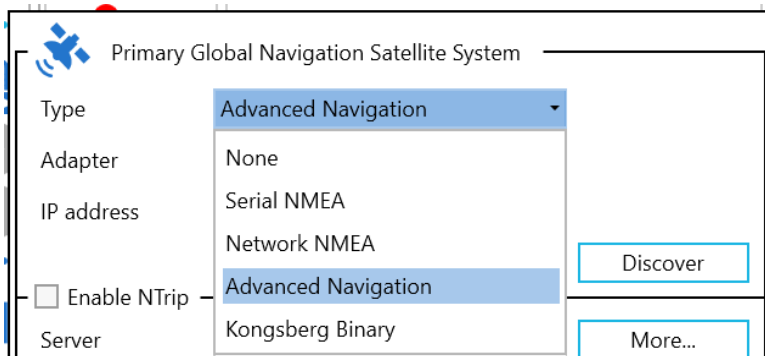 Primary Global Navigation Satellite System
Type
Advanced Navigation
Adapter
None
Serial NMEA
IP address
Network NMEA
Discover
Advanced Navigation
Enable NTrip
Kongsberg Binary
Server
More...